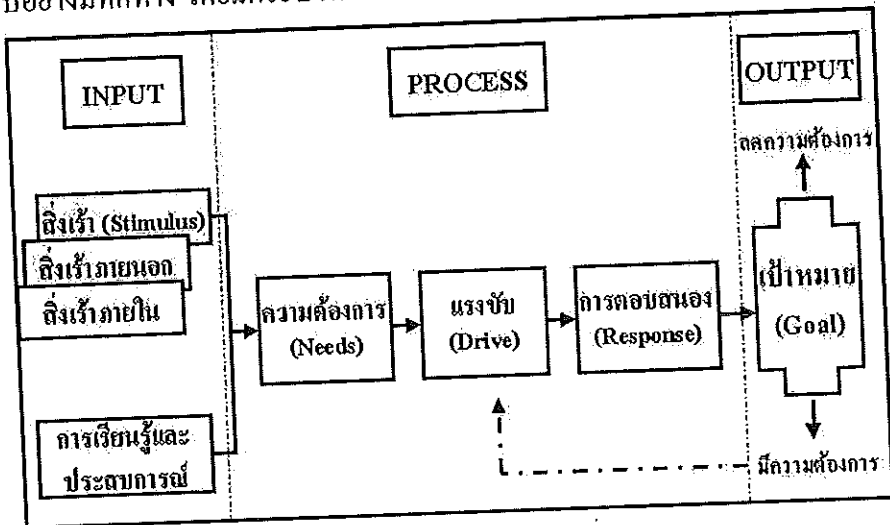 INPUT
PROCESS
OUTPUT
ลดความต้องการ
สิ่งเร้า (Stimulus)
สิ่งเร้าภายนอก
สิ่งเร้าภายใน
ความต้องการ
(Needs)
แรงขับ
(Drive)
การตอบสนอง
(Response)
เป้าหมาย
(Goal)
การเรียนรู้และ
ประสบการณ์
มีความต้องการ